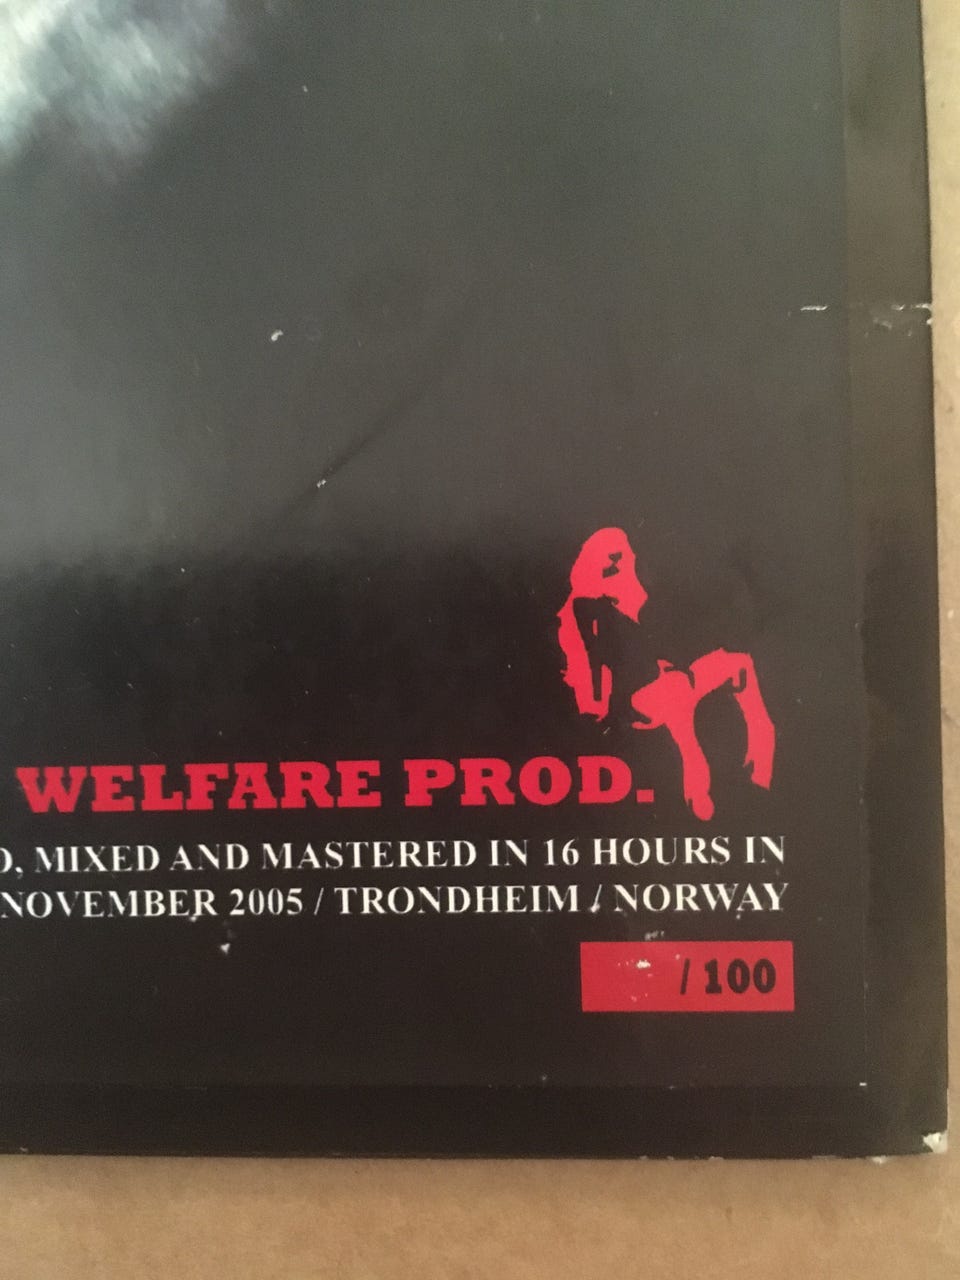 WELFARE PROD.
D, MIXED AND MASTERED IN 16 HOURS IN
NOVEMBER 2005 / TRONDHEIM / NORWAY
/ 100